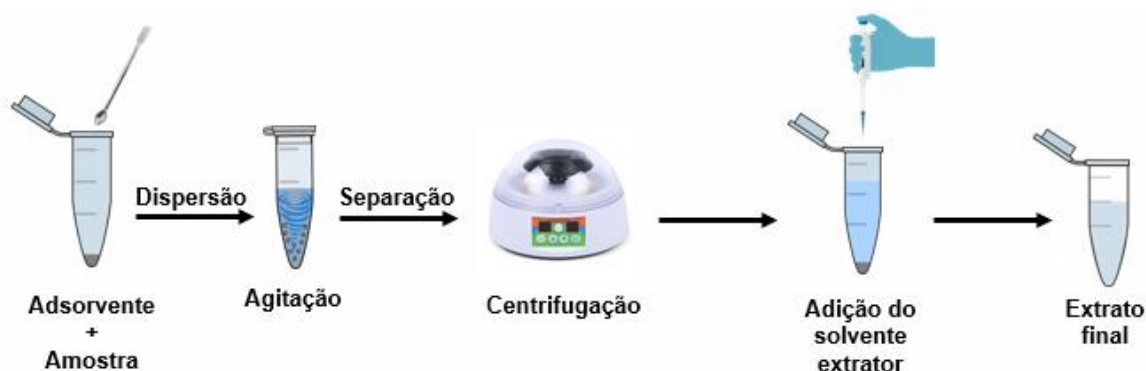 Dispersão
Separação
Adsorvente
+
Amostra
Agitação
Centrifugação
Adição do
solvente
extrator
Extrato
final